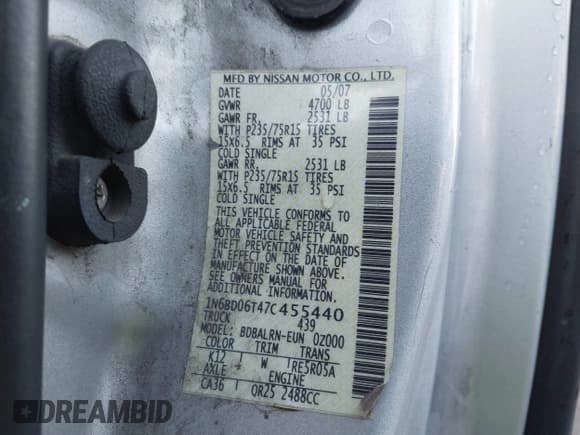 MFD BY NISSAN MOTOR CO., LTD.
DATE 05/07
GVWR 4700 LB
GAWR FR. 2531 LB
WITH P235/75R15 TIRES
15X6.5 RIMS AT 35 PSI
COLD SINGLE
GAWR RR. 2531 LB
WITH P235/75R15 TIRES
15X6.5 RIMS AT 35 PSI
COLD SINGLE
THIS VEHICLE CONFORMS TO
ALL APPLICABLE FEDERAL
MOTOR VEHICLE SAFETY AND
THEFT PREVENTION STANDARDS
IN EFFECT ON THE DATE OF
MANUFACTURE SHOWN ABOVE.
SEE OWNERS MANUAL FOR
ADDITIONAL INFORMATION.
1N6BD06T47C455440
TRUCK 439
MODEL: BDBALRN-EUN 0Z000
COLOR TRIM TRANS
K12 W RE5R05A
AXLE ENGINE
CA36 QR25 2488CC
DREAMBID